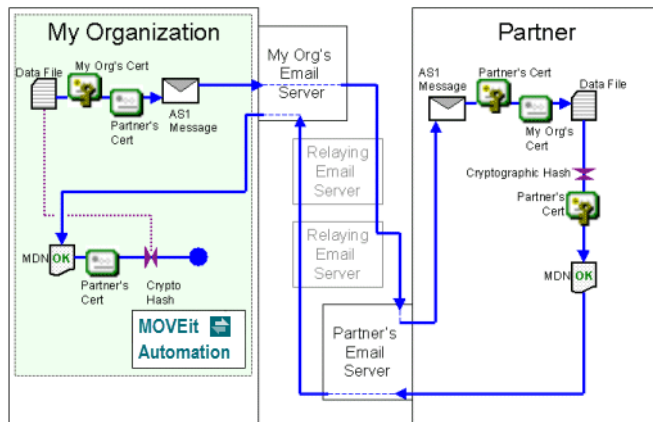 My Organization
Data File
My Org's Cert
Partner's
Cert
AS1
Message
My Org's
Email
Server
Relaying
Email
Server
Relaying
Email
Server
MDN
OK
Partner's
Cert
Crypto
Hash
MOVEit
Automation
Partner's
Email
Server
Partner
AS1
Message
Partner's Cert
My Org's
Cert
Data File
Cryptographic Hash
Partner's
Cert
MDN
OK